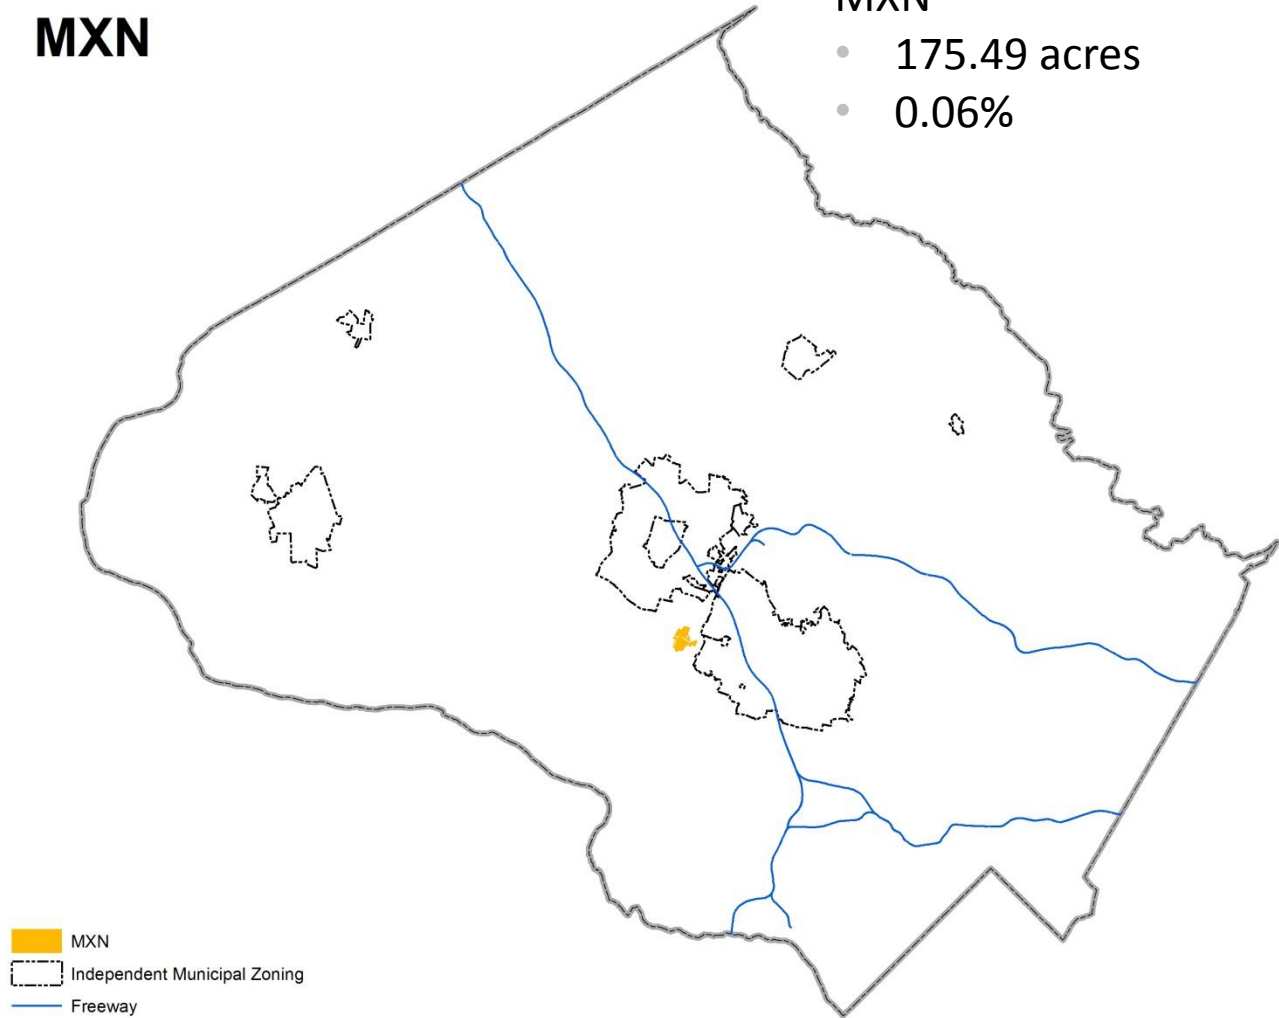 MXN
MXN
• 175.49 acres
• 0.06%
MXN
Independent Municipal Zoning
Freeway